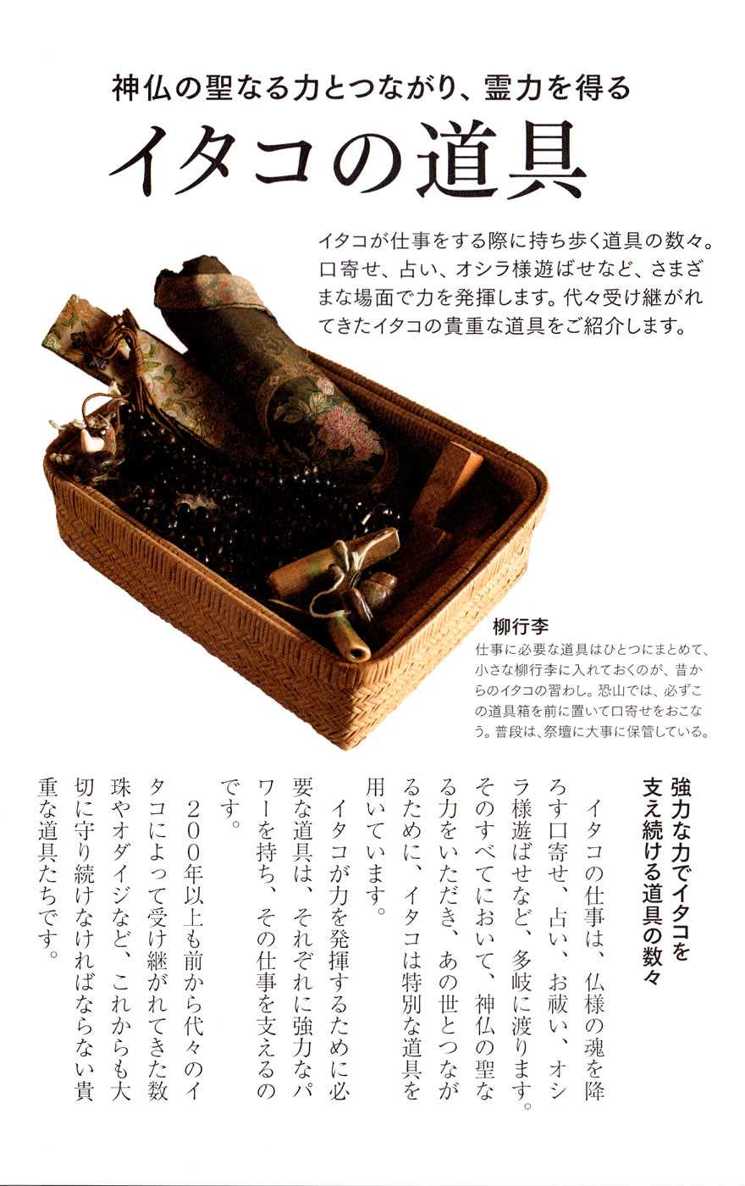 神仏の聖なる力とつながり、霊力を得る
イタコの道具
イタコが仕事をする際に持ち歩く道具の数々。
口寄せ、占い、オシラ様遊ばせなど、さまざ
まな場面で力を発揮します。代々受け継がれ
てきたイタコの貴重な道具をご紹介します。
柳行李
仕事に必要な道具はひとつにまとめて、
小さな柳行李に入れておくのが、昔か
らのイタコの習わし。恐山では、必ずこ
の道具箱を前に置いて口寄せをおこな
う。普段は、祭壇に大事に保管している。
強力な力でイタコを
支え続ける道具の数々
イタコの仕事は、仏様の魂を降
ろす口寄せ、占い、お祓い、オシ
ラ様遊ばせなど、多岐に渡ります。
そのすべてにおいて、神仏の聖な
る力をいただき、あの世とつなが
るために、イタコは特別な道具を
用いています。
イタコが力を発揮するために必
要な道具は、それぞれに強力なパ
ワーを持ち、その仕事を支えるの
です。
200年以上も前から代々のイ
タコによって受け継がれてきた数
珠やオダイジなど、これからも大
切に守り続けなければならない貴
重な道具たちです。